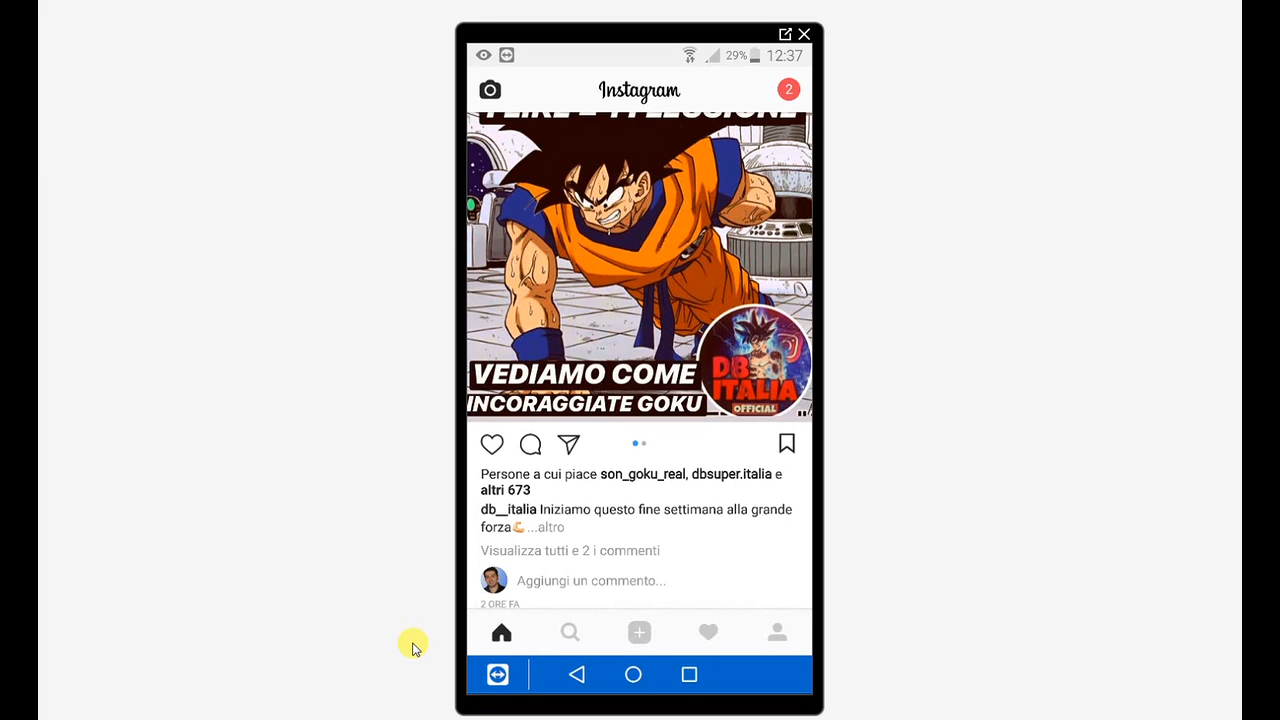 29% 12:37
Instagram 2
VEDIAMO COME
INCORAGGIATE GOKU
DB
ITALIA
OFFICIAL
Persone a cui piace son_goku_real, dbsuper.italia e
altri 673
db__italia Iniziamo questo fine settimana alla grande
forza💪...altro
Visualizza tutti e 2 i commenti
Aggiungi un commento...
2 ORE FA